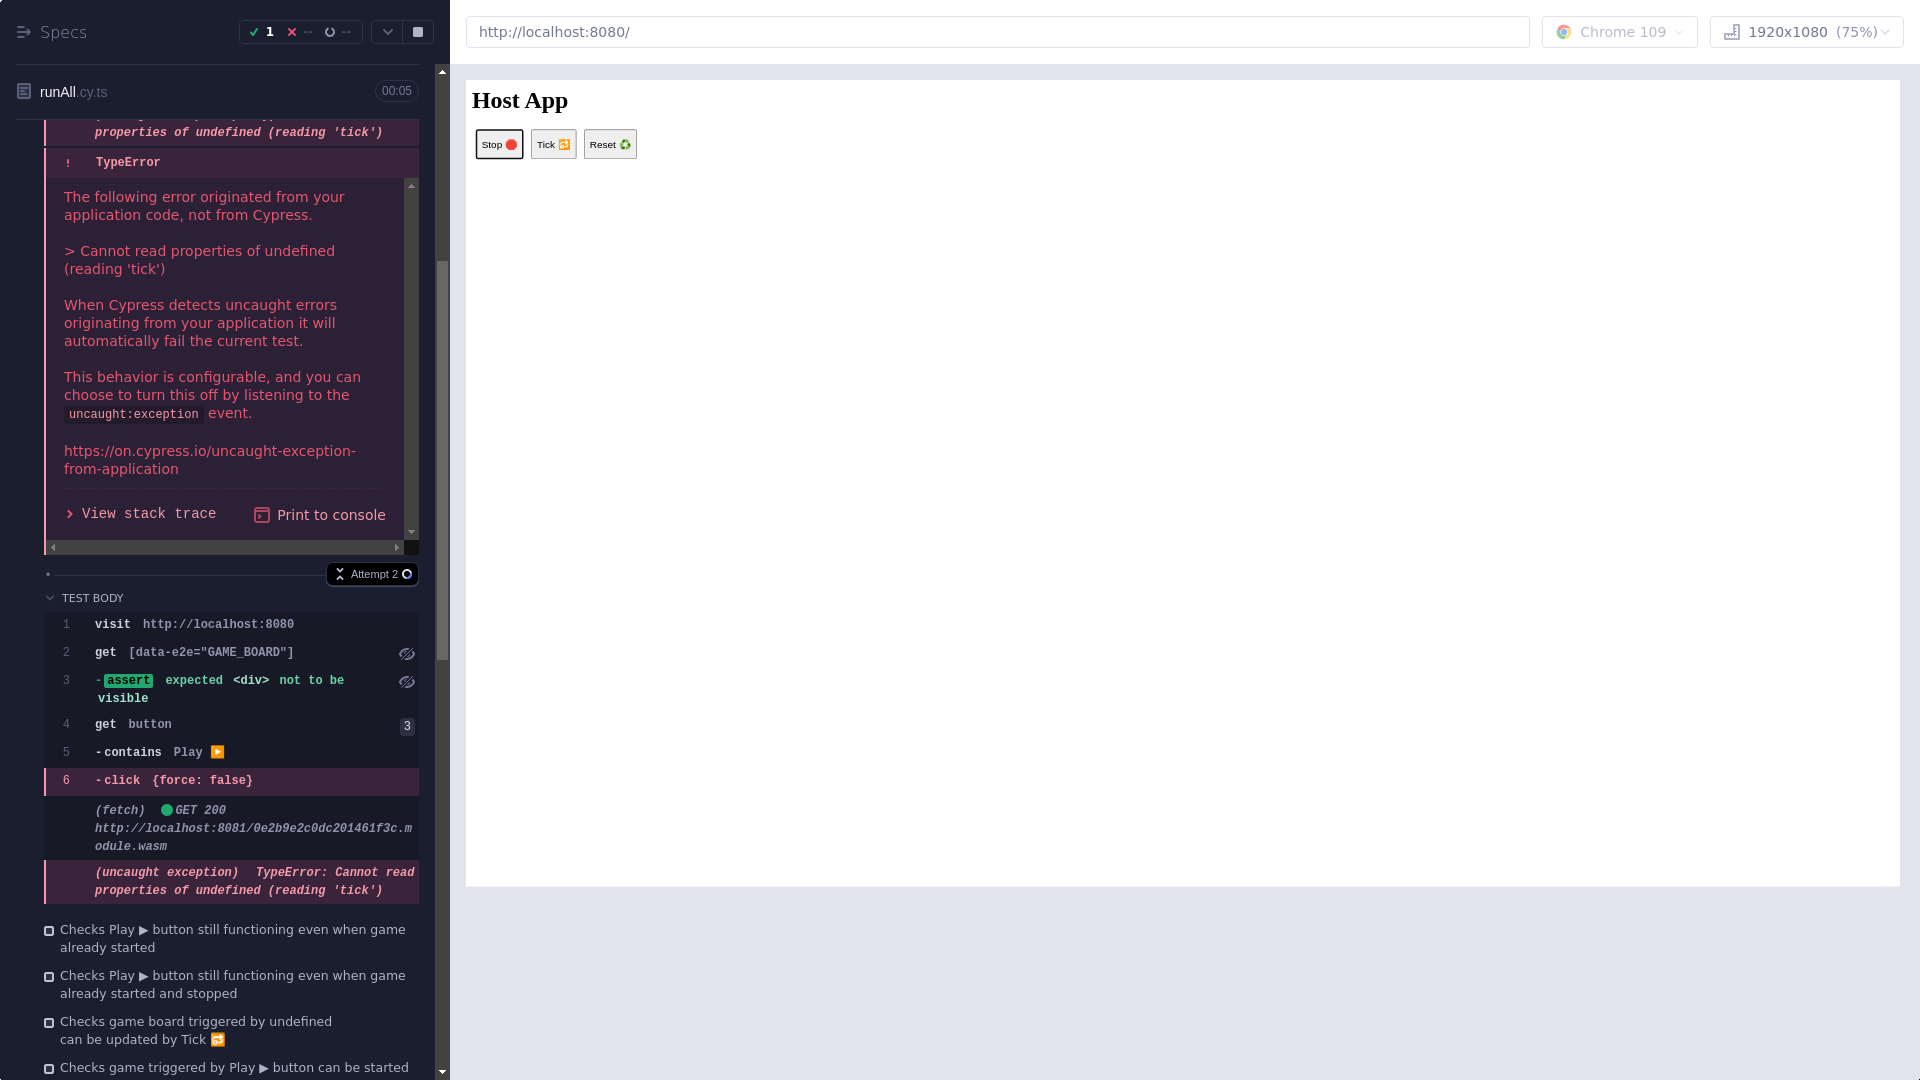 Specs
1
--
--
http://localhost:8080/
Chrome 109
1920x1080 (75%)
runAll.cy.ts
00:05
properties of undefined (reading 'tick')
! TypeError
The following error originated from your
application code, not from Cypress.
> Cannot read properties of undefined
(reading 'tick')
When Cypress detects uncaught errors
originating from your application it will
automatically fail the current test.
This behavior is configurable, and you can
choose to turn this off by listening to the
uncaught:exception event.
https://on.cypress.io/uncaught-exception-
from-application
View stack trace
Print to console
Attempt 2
TEST BODY
1 visit http://localhost:8080
2 get [data-e2e="GAME_BOARD"]
3 -assert expected <div> not to be
visible
4 get button 3
5 -contains Play ▶️
6 -click {force: false}
(fetch) GET 200
http://localhost:8081/0e2b9e2c0dc201461f3c.m
odule.wasm
(uncaught exception) TypeError: Cannot read
properties of undefined (reading 'tick')
Checks Play ▶ button still functioning even when game
already started
Checks Play ▶ button still functioning even when game
already started and stopped
Checks game board triggered by undefined
can be updated by Tick 🔁
Checks game triggered by Play ▶ button can be started
Host App
Stop 🛑
Tick 🔁
Reset ♻️